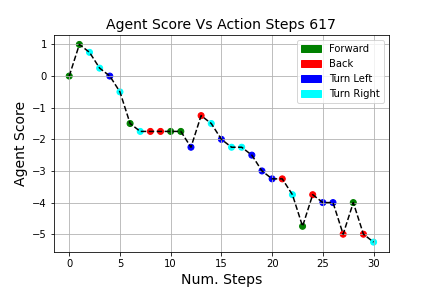 Agent Score Vs Action Steps 617
Forward
Back
Turn Left
Turn Right
Agent Score
1
0
−1
−2
−3
−4
−5
0 5 10 15 20 25 30
Num. Steps